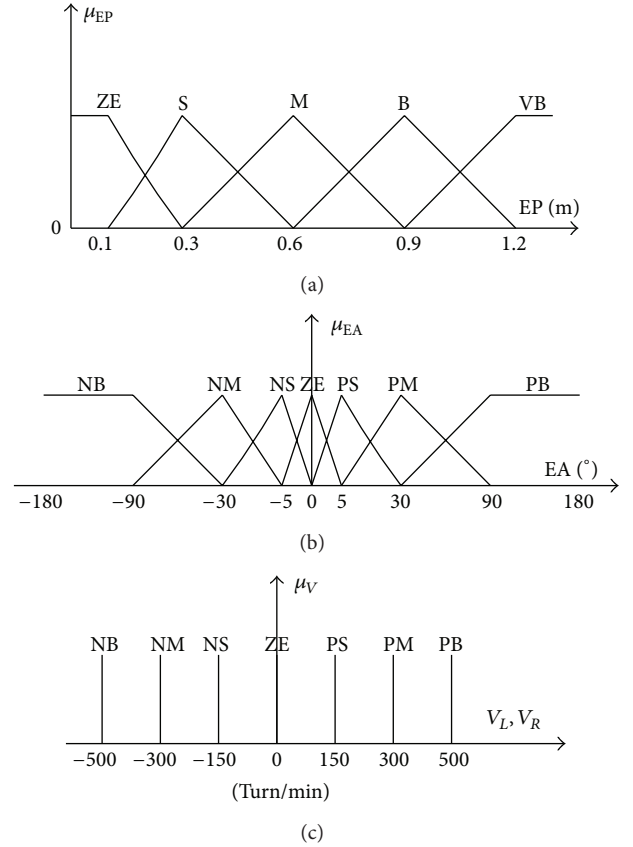 μEP
ZE S M B VB
0 EP (m)
0.1 0.3 0.6 0.9 1.2
(a)
μEA
NB NM NS ZE PS PM PB
EA (°)
−180 −90 −30 −5 0 5 30 90 180
(b)
μV
NB NM NS ZE PS PM PB
VL, VR
−500 −300 −150 0 150 300 500
(Turn/min)
(c)